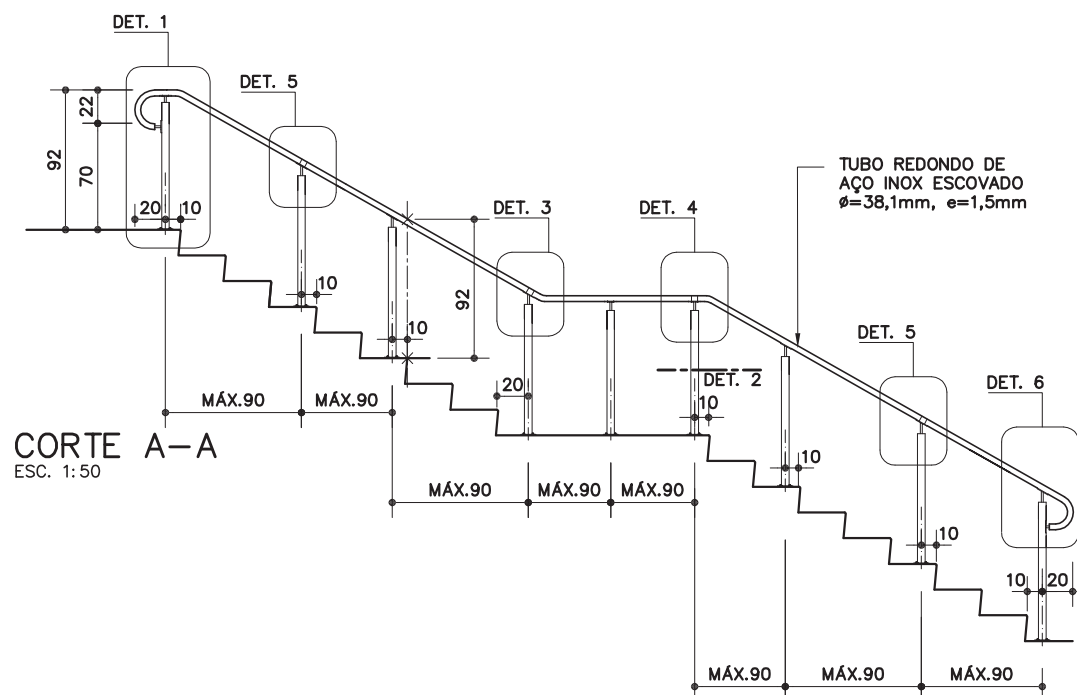 DET. 1
DET. 5
22
92
70
20
10
TUBO REDONDO DE
AÇO INOX ESCOVADO
ø=38,1mm, e=1,5mm
DET. 3
DET. 4
10
92
10
DET. 5
DET. 2
20
DET. 6
MÁX.90
MÁX.90
10
CORTE A-A
ESC. 1:50
10
MÁX.90
MÁX.90
MÁX.90
10
10
20
MÁX.90
MÁX.90
MÁX.90